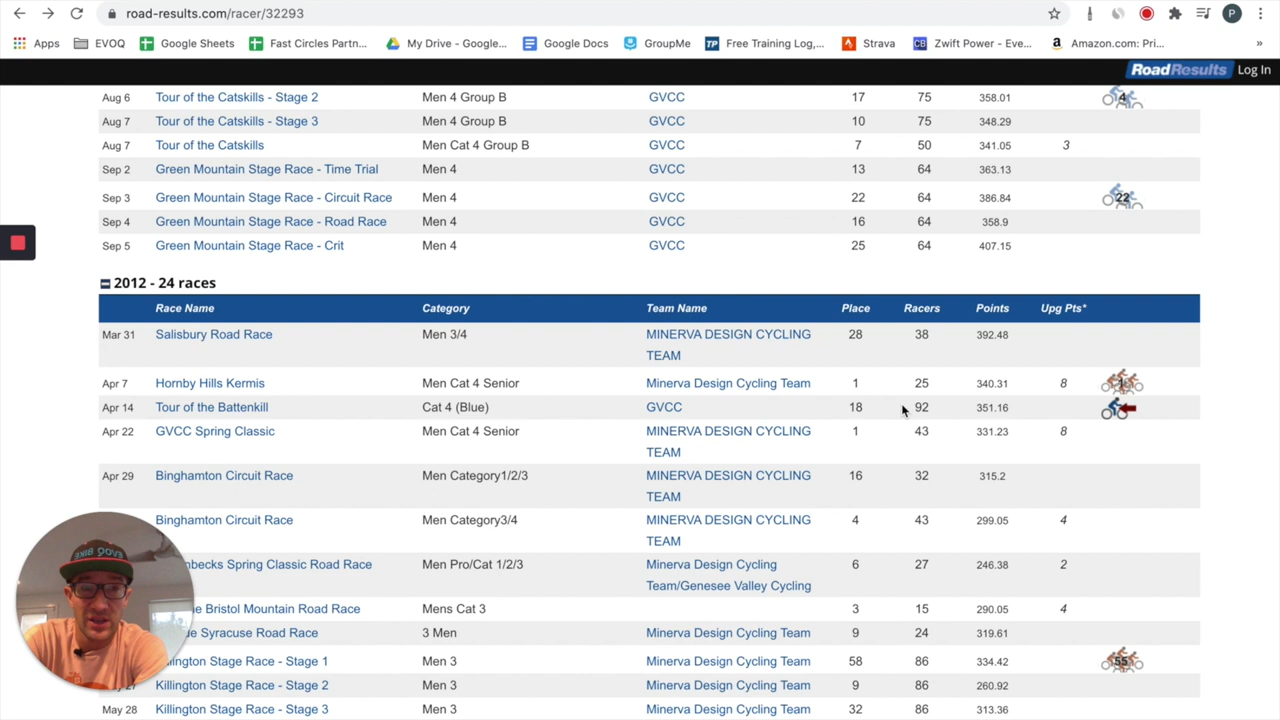 road-results.com/racer/32293
P
Apps EVOQ Google Sheets Fast Circles Partn... My Drive - Google... Google Docs GroupMe TP Free Training Log,... Strava CB Zwift Power - Eve... a Amazon.com: Pri... »
RoadResults Log In
Aug 6 Tour of the Catskills - Stage 2 Men 4 Group B GVCC 17 75 358.01 4
Aug 7 Tour of the Catskills - Stage 3 Men 4 Group B GVCC 10 75 348.29
Aug 7 Tour of the Catskills Men Cat 4 Group B GVCC 7 50 341.05 3
Sep 2 Green Mountain Stage Race - Time Trial Men 4 GVCC 13 64 363.13
Sep 3 Green Mountain Stage Race - Circuit Race Men 4 GVCC 22 64 386.84 22
Sep 4 Green Mountain Stage Race - Road Race Men 4 GVCC 16 64 358.9
Sep 5 Green Mountain Stage Race - Crit Men 4 GVCC 25 64 407.15
2012 - 24 races
Race Name Category Team Name Place Racers Points Upg Pts*
Mar 31 Salisbury Road Race Men 3/4 MINERVA DESIGN CYCLING 28 38 392.48
TEAM
Apr 7 Hornby Hills Kermis Men Cat 4 Senior Minerva Design Cycling Team 1 25 340.31 8 1
Apr 14 Tour of the Battenkill Cat 4 (Blue) GVCC 18 92 351.16
Apr 22 GVCC Spring Classic Men Cat 4 Senior MINERVA DESIGN CYCLING 1 43 331.23 8
TEAM
Apr 29 Binghamton Circuit Race Men Category1/2/3 MINERVA DESIGN CYCLING 16 32 315.2
TEAM
Binghamton Circuit Race Men Category3/4 MINERVA DESIGN CYCLING 4 43 299.05 4
TEAM
nbecks Spring Classic Road Race Men Pro/Cat 1/2/3 Minerva Design Cycling 6 27 246.38 2
Team/Genesee Valley Cycling
e Bristol Mountain Road Race Mens Cat 3 3 15 290.05 4
ue Syracuse Road Race 3 Men Minerva Design Cycling Team 9 24 319.61
lington Stage Race - Stage 1 Men 3 Minerva Design Cycling Team 58 86 334.42 55
Killington Stage Race - Stage 2 Men 3 Minerva Design Cycling Team 9 86 260.92
May 28 Killington Stage Race - Stage 3 Men 3 Minerva Design Cycling Team 32 86 313.36
EVOQ BIKE